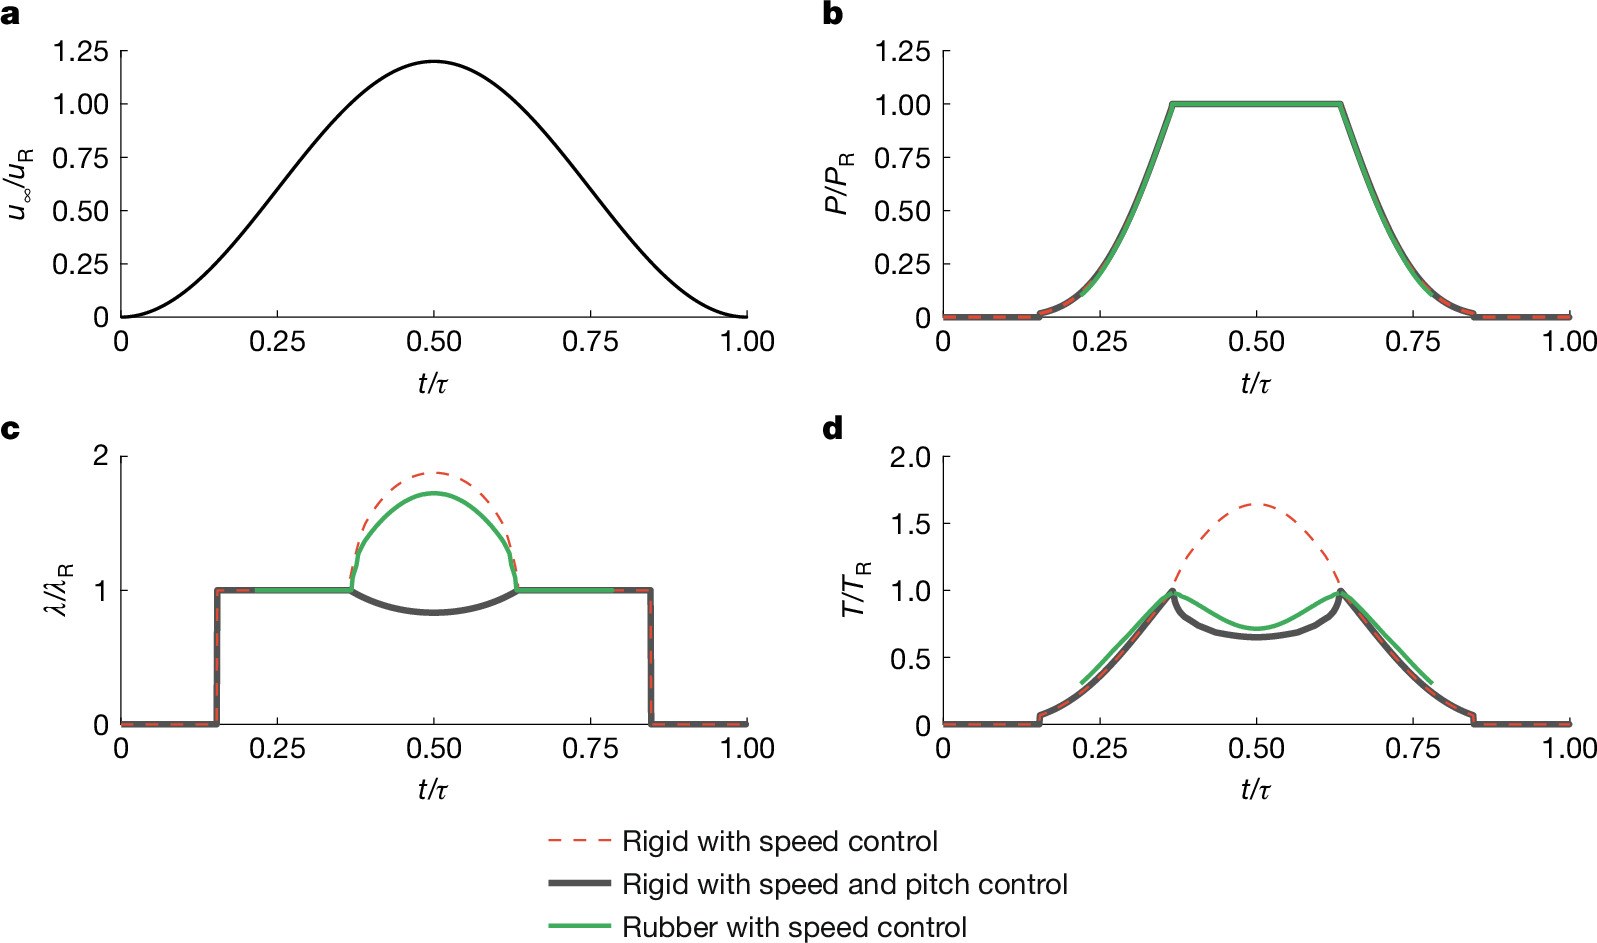 a
1.25
1.00
0.75
0.50
0.25
0
u∞/uR
0 0.25 0.50 0.75 1.00
t/τ
b
1.25
1.00
0.75
0.50
0.25
0
P/PR
0 0.25 0.50 0.75 1.00
t/τ
c
2
1
0
λ/λR
0 0.25 0.50 0.75 1.00
t/τ
d
2.0
1.5
1.0
0.5
0
T/TR
0 0.25 0.50 0.75 1.00
t/τ
Rigid with speed control
Rigid with speed and pitch control
Rubber with speed control